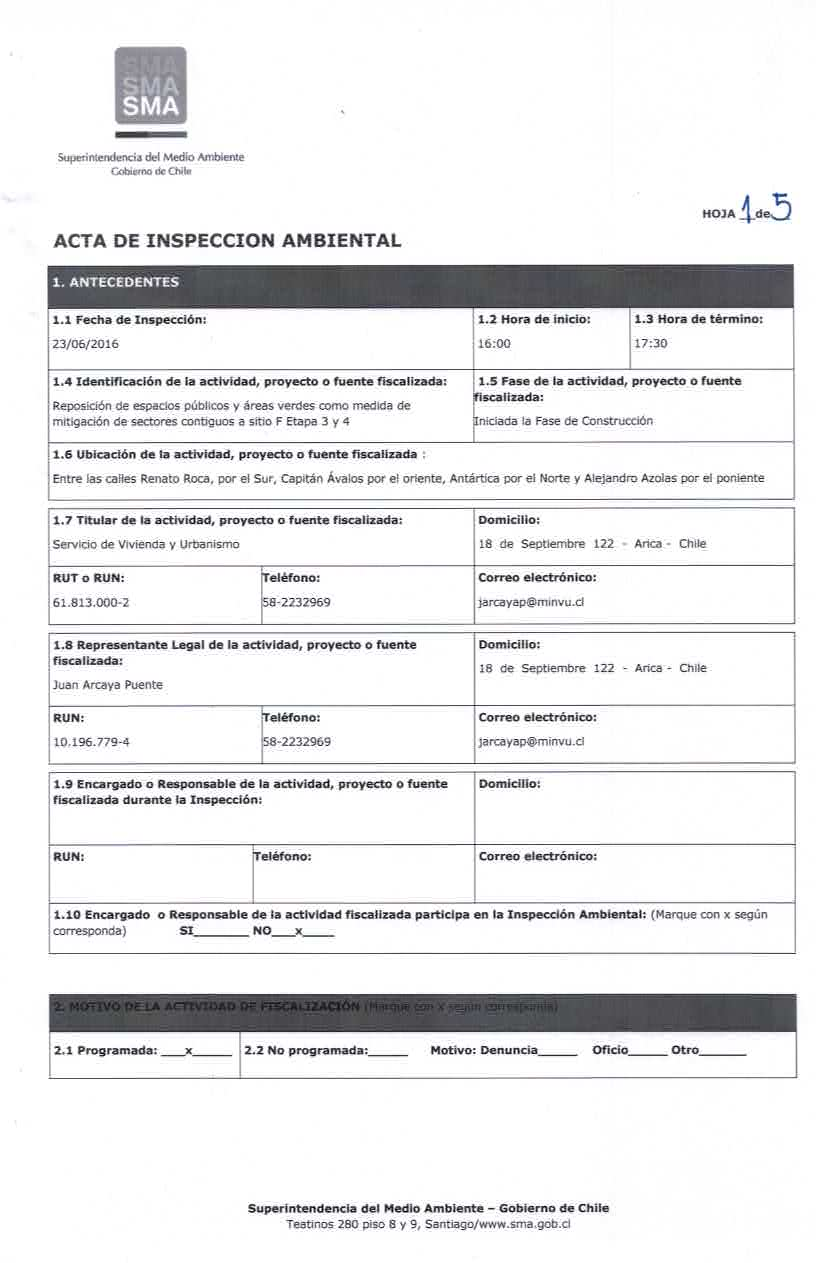 SMA
SMA
SMA
Superintendencia del Medio Ambiente
Gobierno de Chile
HOJA 1 de 5
ACTA DE INSPECCION AMBIENTAL
1. ANTECEDENTES
1.1 Fecha de Inspección:
23/06/2016
1.2 Hora de inicio:
16:00
1.3 Hora de término:
17:30
1.4 Identificación de la actividad, proyecto o fuente fiscalizada:
Reposición de espacios públicos y áreas verdes como medida de
mitigación de sectores contiguos a sitio F Etapa 3 y 4
1.5 Fase de la actividad, proyecto o fuente
fiscalizada:
Iniciada la Fase de Construcción
1.6 Ubicación de la actividad, proyecto o fuente fiscalizada :
Entre las calles Renato Roca, por el Sur, Capitán Ávalos por el oriente, Antártica por el Norte y Alejandro Azolas por el poniente
1.7 Titular de la actividad, proyecto o fuente fiscalizada:
Servicio de Vivienda y Urbanismo
Domicilio:
18 de Septiembre 122 - Arica - Chile
RUT o RUN:
61.813.000-2
Teléfono:
58-2232969
Correo electrónico:
jarcayap@minvu.cl
1.8 Representante Legal de la actividad, proyecto o fuente
fiscalizada:
Juan Arcaya Puente
Domicilio:
18 de Septiembre 122 - Arica - Chile
RUN:
10.196.779-4
Teléfono:
58-2232969
Correo electrónico:
jarcayap@minvu.cl
1.9 Encargado o Responsable de la actividad, proyecto o fuente
fiscalizada durante la Inspección:
Domicilio:
RUN:
Teléfono:
Correo electrónico:
1.10 Encargado o Responsable de la actividad fiscalizada participa en la Inspección Ambiental: (Marque con x según
corresponda) SI________ NO___x_____
2. MOTIVO DE LA ACTIVIDAD DE FISCALIZACIÓN (Marque con x según corresponda)
2.1 Programada: ___x_____
2.2 No programada:______ Motivo: Denuncia______ Oficio______ Otro_______
Superintendencia del Medio Ambiente – Gobierno de Chile
Teatinos 280 piso 8 y 9, Santiago/www.sma.gob.cl